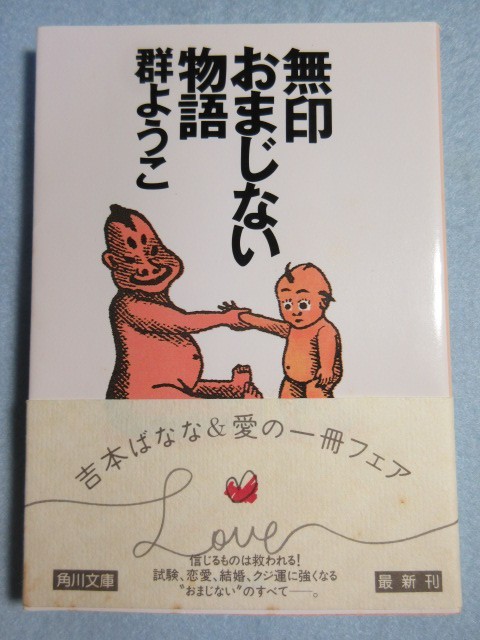 無印
おまじない
物語
群ようこ
吉本ばなな&愛の一冊フェア
Love
信じるものは救われる!
試験、恋愛、結婚、クジ運に強くなる
"おまじない"のすべて——。
角川文庫
最新刊